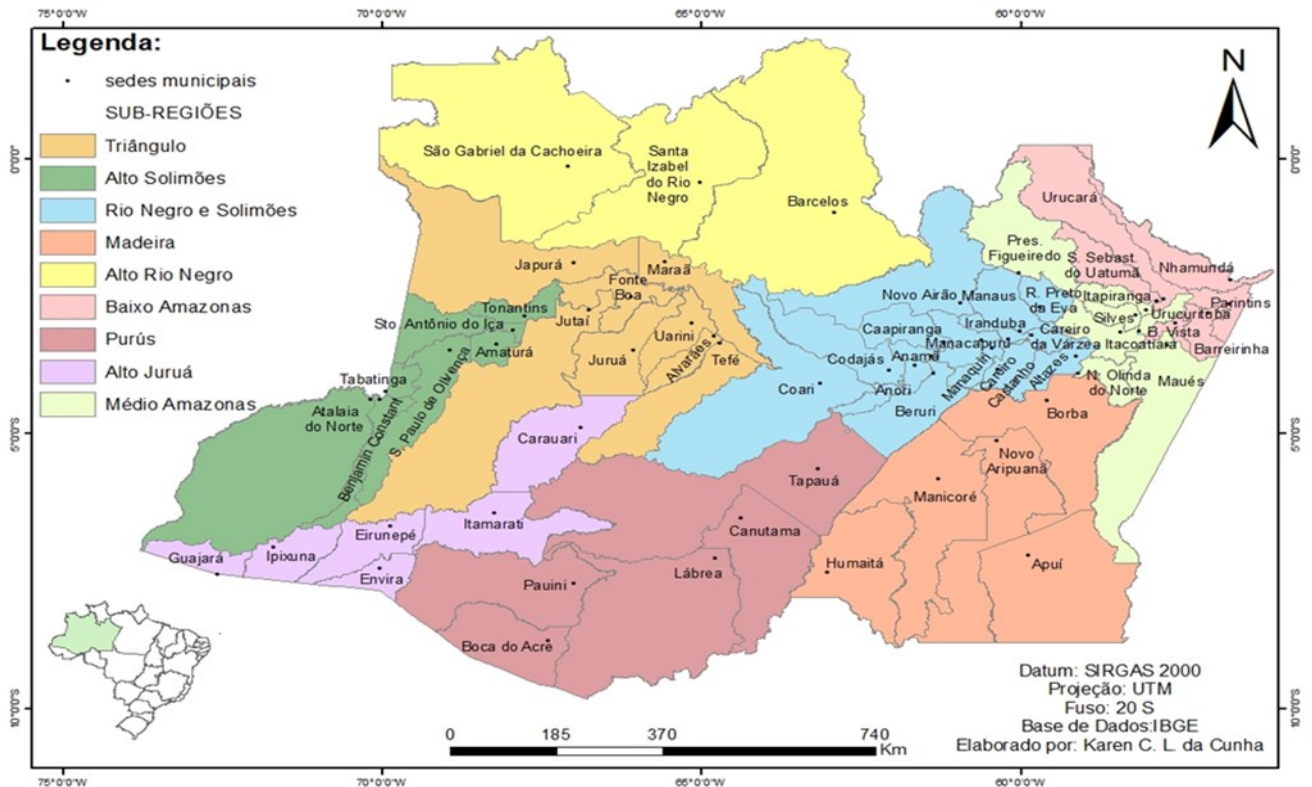 75°0'0"W
70°0'0"W
65°0'0"W
60°0'0"W
Legenda:
sedes municipais
SUB-REGIÕES
Triângulo
Alto Solimões
Rio Negro e Solimões
Madeira
Alto Rio Negro
Baixo Amazonas
Purús
Alto Juruá
Médio Amazonas
N
0°0'0"
0°0'0"
São Gabriel da Cachoeira
Santa
Izabel
do Rio
Negro
Barcelos
Urucará
Pres.
Figueiredo
S. Sebast.
do Uatumã
Nhamundá
Japurá
Maraã
Fonte
Boa
Jutaí
Uarini
Juruá
Alvarães
Tefé
Tonantins
Sto. Antônio do Iça
Amaturá
Tabatinga
Atalaia
do Norte
Benjamin Constant
S. Paulo de Olivença
Novo Airão
Manaus
R. Preto
da Eva
Itapiranga
Parintins
Silves
Urucurituba
Caapiranga
Iranduba
Careiro
da Várzea
B. Vista
Manacapuru
Itacoatiara
Barreirinha
Codajás
Anamã
Coari
Anori
Beruri
Manaquiri
Careiro
Castanho
Altazes
N. Olinda
do Norte
Maués
Borba
5°0'0"S
5°0'0"S
Carauari
Tapauá
Novo
Aripuanã
Manicoré
Itamarati
Canutama
Eirunepé
Guajará
Ipixuna
Envira
Pauini
Lábrea
Humaitá
Apuí
Boca do Acre
10°0'0"S
10°0'0"S
Datum: SIRGAS 2000
Projeção: UTM
Fuso: 20 S
Base de Dados:IBGE
Elaborado por: Karen C. L. da Cunha
0 185 370 740
Km
75°0'0"W
70°0'0"W
65°0'0"W
60°0'0"W